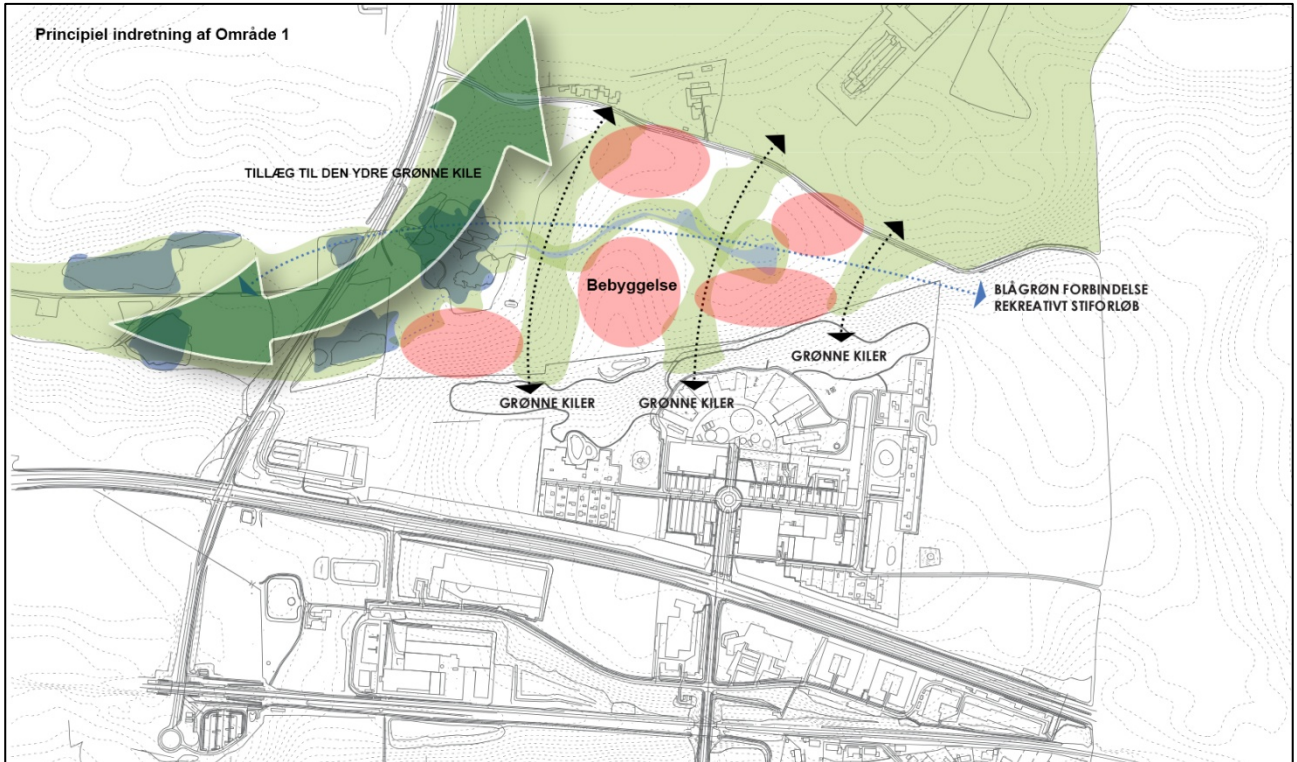 Principiel indretning af Område 1
TILLÆG TIL DEN YDRE GRØNNE KILE
Bebyggelse
BLÅGRØN FORBINDELSE
REKREATIVT STIFORLØB
GRØNNE KILER
GRØNNE KILER
GRØNNE KILER